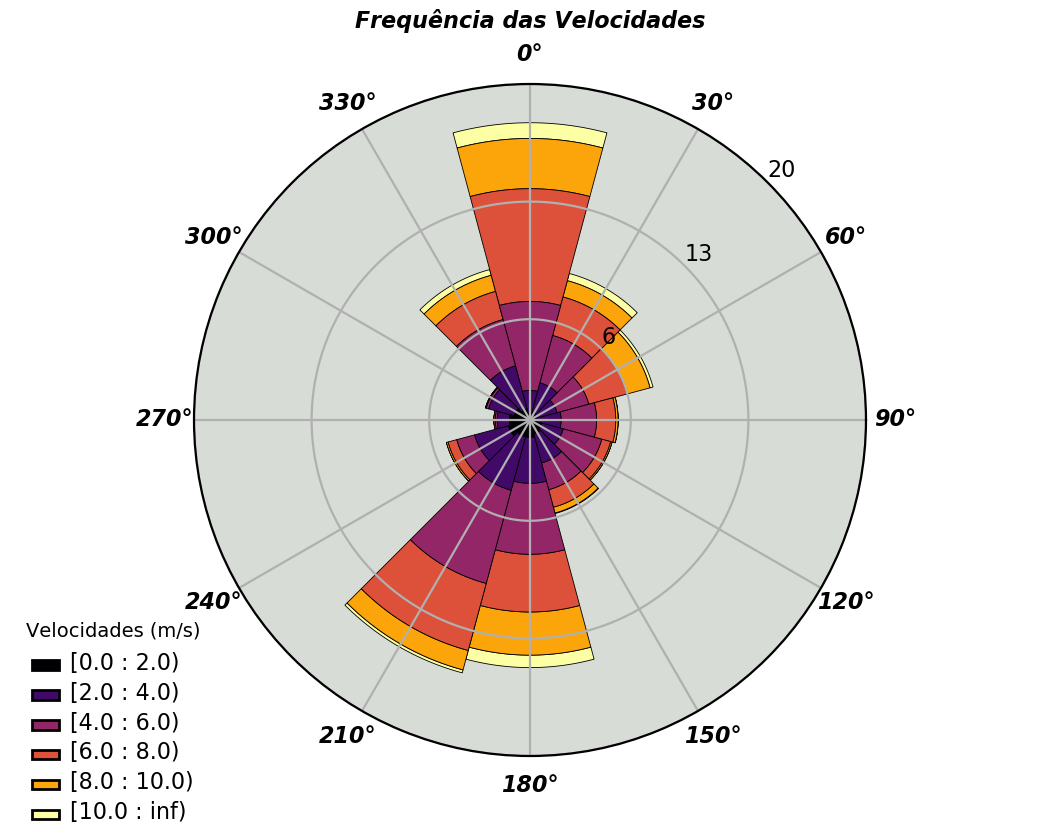 Frequência das Velocidades
0°
330°
30°
20
300°
60°
13
6
270°
90°
240°
120°
210°
150°
180°
Velocidades (m/s)
[0.0 : 2.0)
[2.0 : 4.0)
[4.0 : 6.0)
[6.0 : 8.0)
[8.0 : 10.0)
[10.0 : inf)